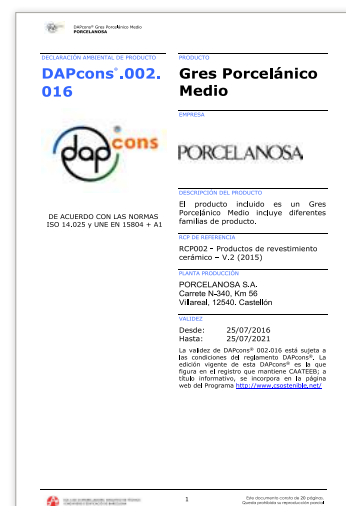 DAPcons® Gres Porcelánico Medio
PORCELANOSA
DECLARACIÓN AMBIENTAL DE PRODUCTO
DAPcons®.002.
016
dap cons
DE ACUERDO CON LAS NORMAS
ISO 14.025 y UNE EN 15804 + A1
PRODUCTO
Gres Porcelánico
Medio
EMPRESA
PORCELANOSA
DESCRIPCIÓN DEL PRODUCTO
El producto incluido es un Gres
Porcelánico Medio incluye diferentes
familias de producto.
RCP DE REFERENCIA
RCP002 – Productos de revestimiento
cerámico – V.2 (2015)
PLANTA PRODUCCIÓN
PORCELANOSA S.A.
Carrete N-340, Km 56
Villareal, 12540. Castellón
VALIDEZ
Desde: 25/07/2016
Hasta: 25/07/2021
La validez de DAPcons® 002.016 está sujeta a
las condiciones del reglamento DAPcons®. La
edición vigente de esta DAPcons® es la que
figura en el registro que mantiene CAATEEB; a
título informativo, se incorpora en la página
web del Programa http://www.csostenible.net/
1
Este documento consta de 20 páginas.
Queda prohibida su reproducción parcial